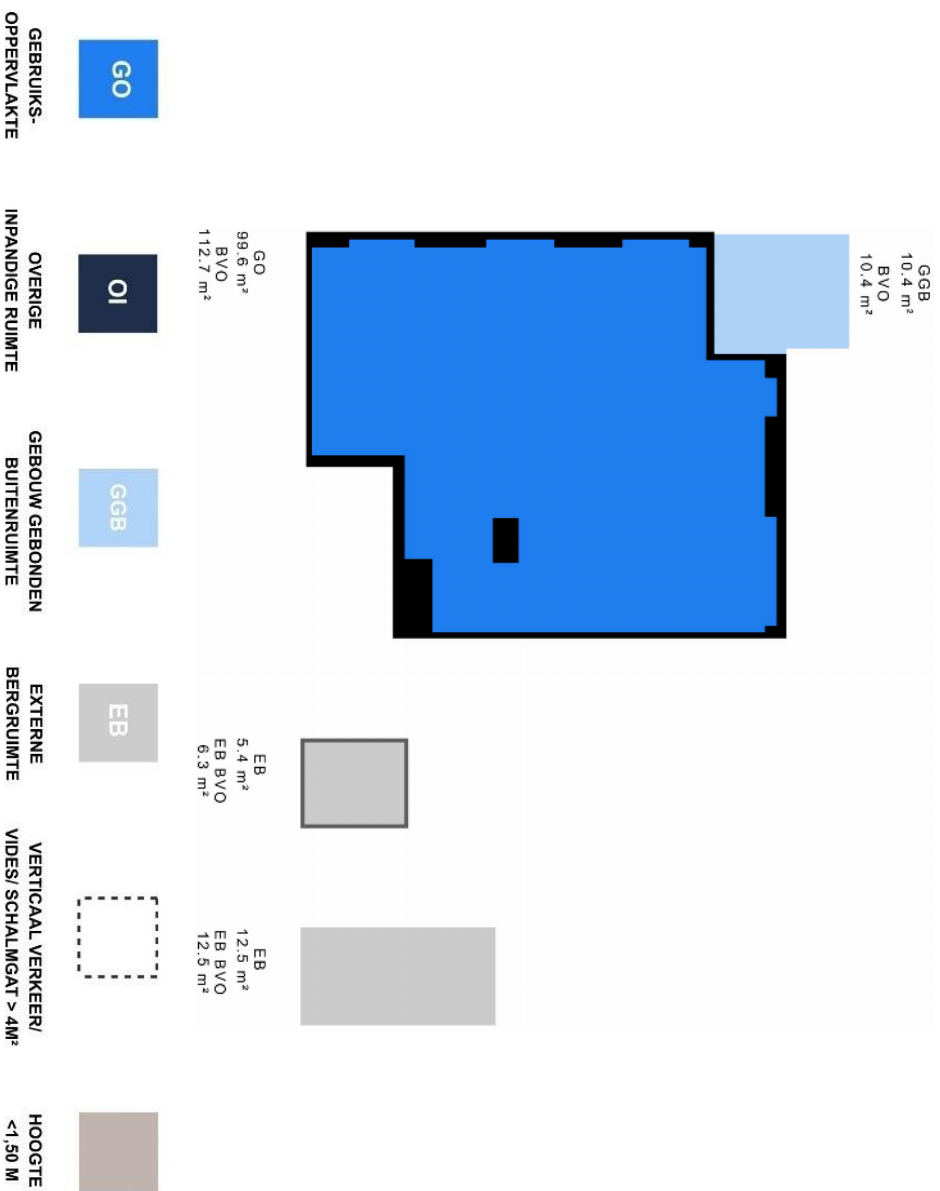 GGB
10.4 m²
BVO
10.4 m²
GO
99.6 m²
BVO
112.7 m²
EB
5.4 m²
EB BVO
6.3 m²
EB
12.5 m²
EB BVO
12.5 m²
GO
GEBRUIKS-
OPPERVLAKTE
OI
OVERIGE
INPANDIGE RUIMTE
GGB
GEBOUW GEBONDEN
BUITENRUIMTE
EB
EXTERNE
BERGRUIMTE
VERTICAAL VERKEER/
VIDES/ SCHALMGAT > 4M²
HOOGTE
<1,50 M